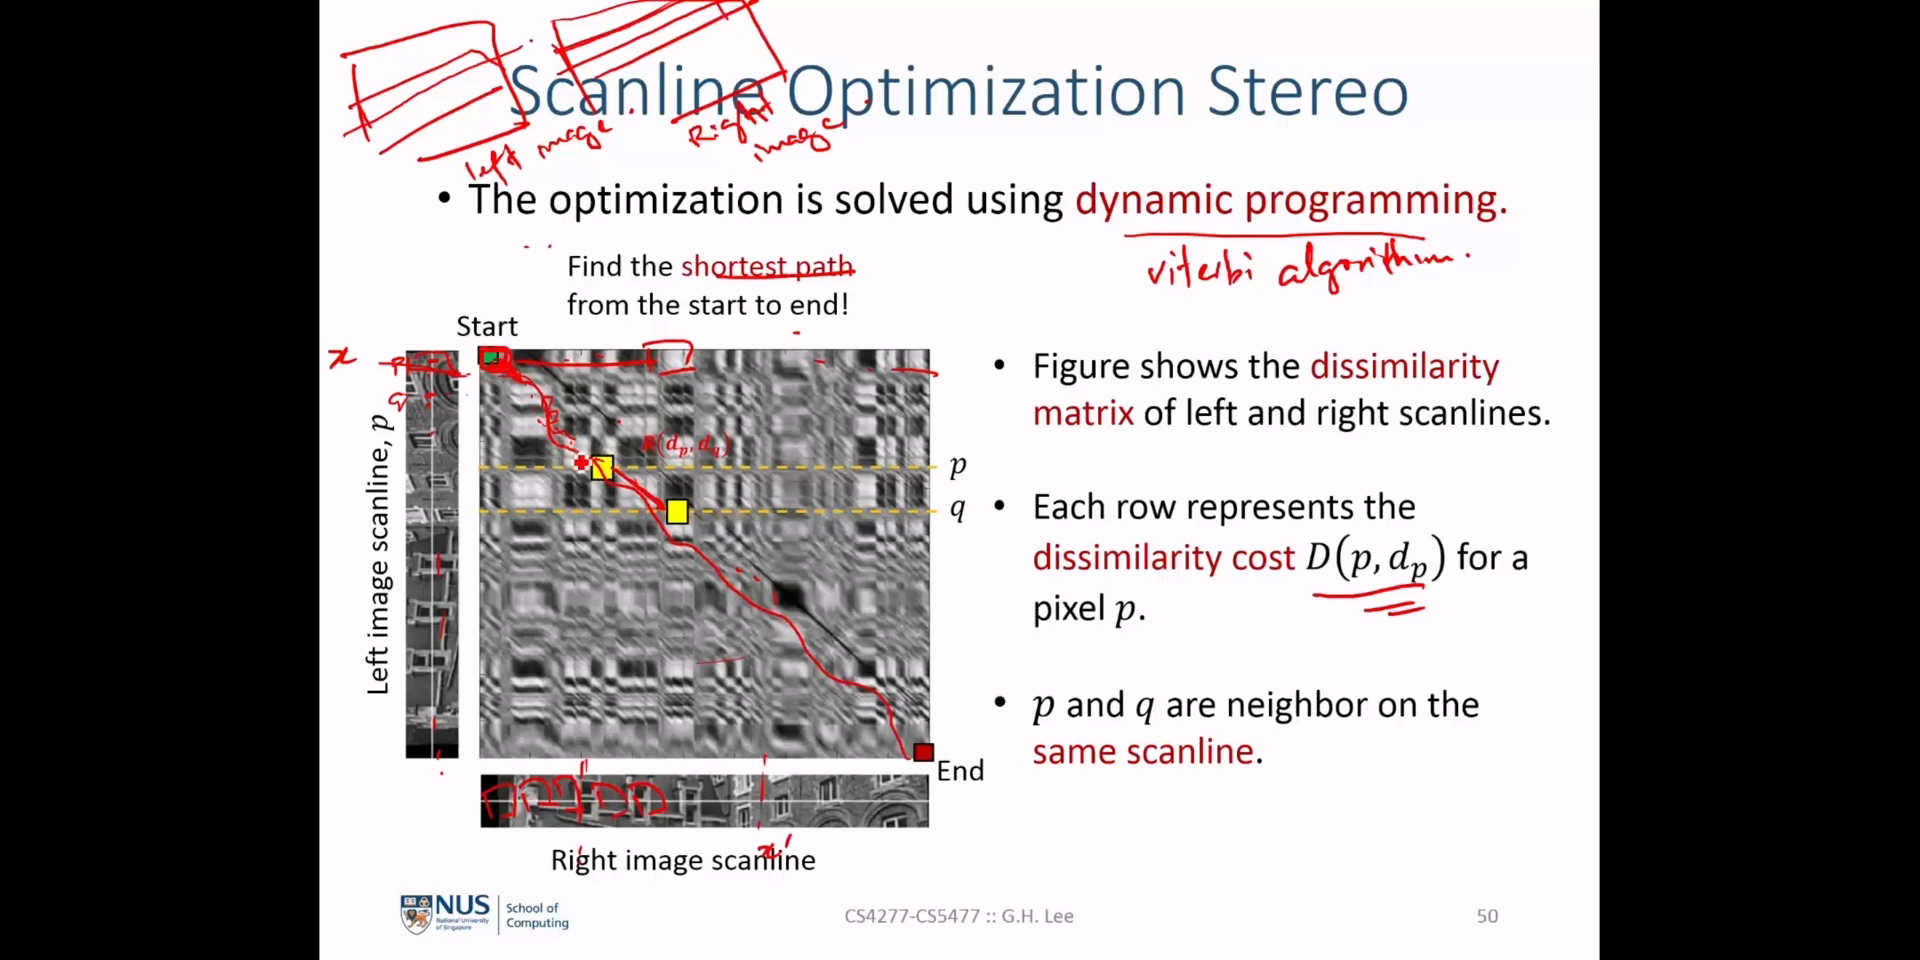 Scanline Optimization Stereo
left image
Right
image
• The optimization is solved using dynamic programming.
viterbi algorithim.
Find the shortest path
from the start to end!
Start
x
Left image scanline, p
R(d_p, d_q)
p
q
End
x'
Right image scanline
• Figure shows the dissimilarity
matrix of left and right scanlines.
• Each row represents the
dissimilarity cost D(p, d_p) for a
pixel p.
• p and q are neighbor on the
same scanline.
NUS
National University
of Singapore
School of
Computing
CS4277-CS5477 :: G.H. Lee
50